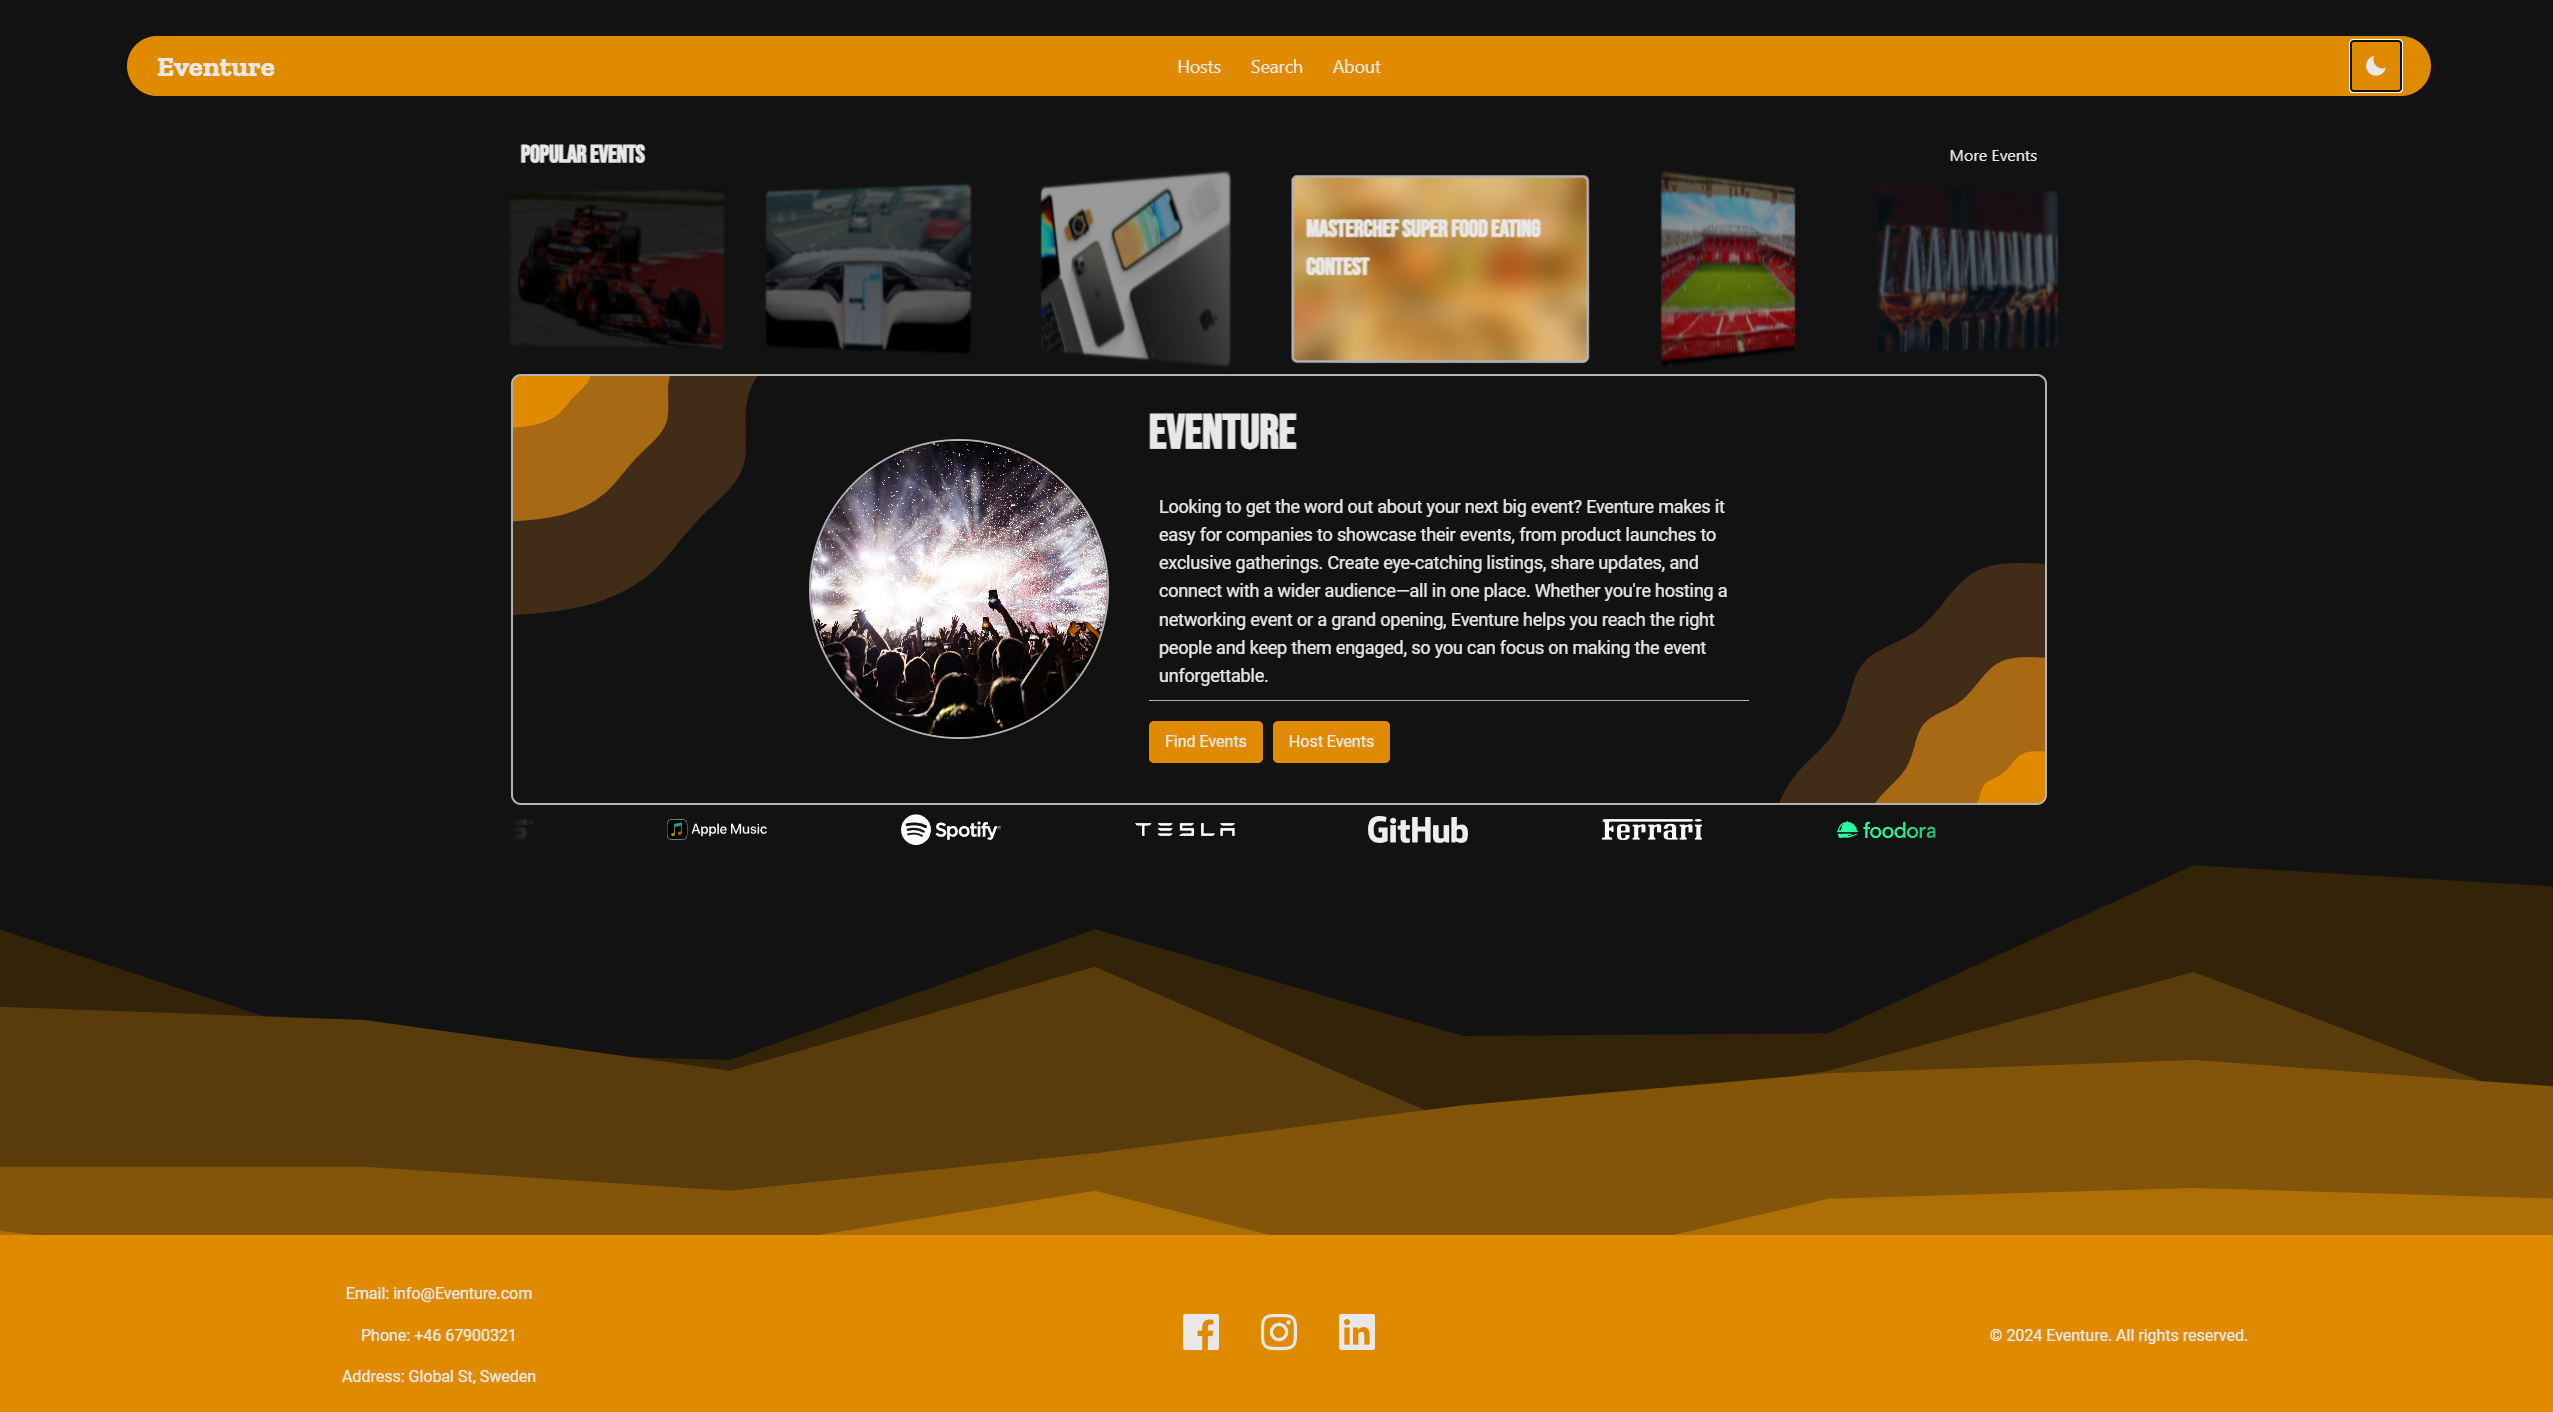 Eventure
Hosts
Search
About
POPULAR EVENTS
More Events
MASTERCHEF SUPER FOOD EATING
CONTEST
EVENTURE
Looking to get the word out about your next big event? Eventure makes it
easy for companies to showcase their events, from product launches to
exclusive gatherings. Create eye-catching listings, share updates, and
connect with a wider audience—all in one place. Whether you're hosting a
networking event or a grand opening, Eventure helps you reach the right
people and keep them engaged, so you can focus on making the event
unforgettable.
Find Events
Host Events
Apple Music
Spotify
TESLA
GitHub
Ferrari
foodora
Email: info@Eventure.com
Phone: +46 67900321
Address: Global St, Sweden
© 2024 Eventure. All rights reserved.